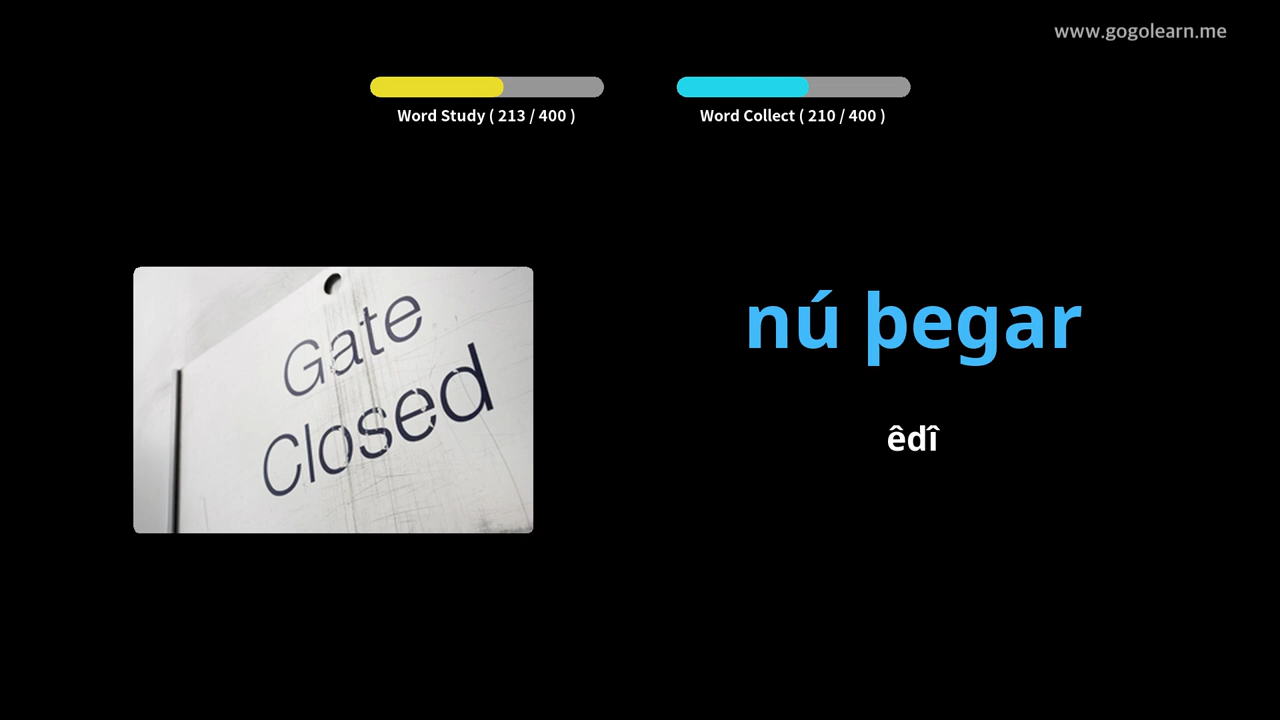 www.gogolearn.me
Word Study ( 213 / 400 )
Word Collect ( 210 / 400 )
Gate
Closed
nú þegar
êdî